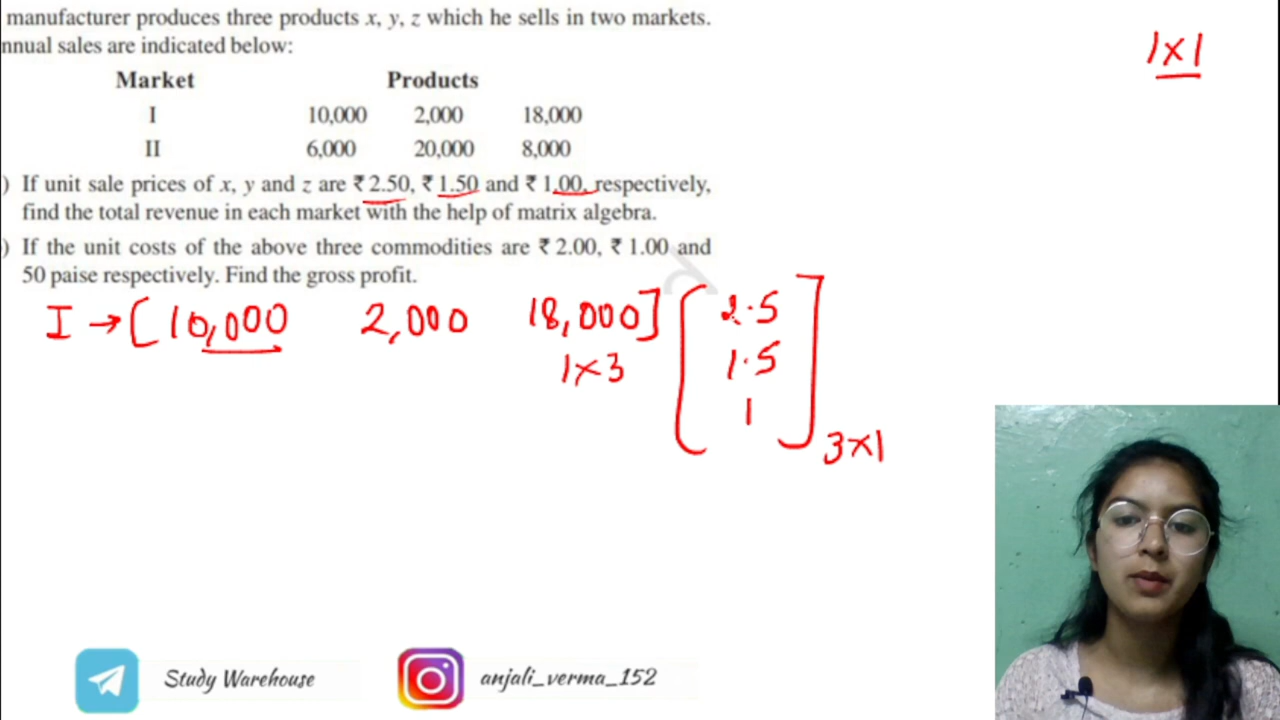 manufacturer produces three products x, y, z which he sells in two markets.
nnual sales are indicated below:
Market Products
I 10,000 2,000 18,000
II 6,000 20,000 8,000
) If unit sale prices of x, y and z are ₹ 2.50, ₹ 1.50 and ₹ 1.00, respectively,
find the total revenue in each market with the help of matrix algebra.
) If the unit costs of the above three commodities are ₹ 2.00, ₹ 1.00 and
50 paise respectively. Find the gross profit.
1×1
I → [10,000 2,000 18,000] [2.5
1×3 1.5
1]
3×1
Study Warehouse
anjali_verma_152